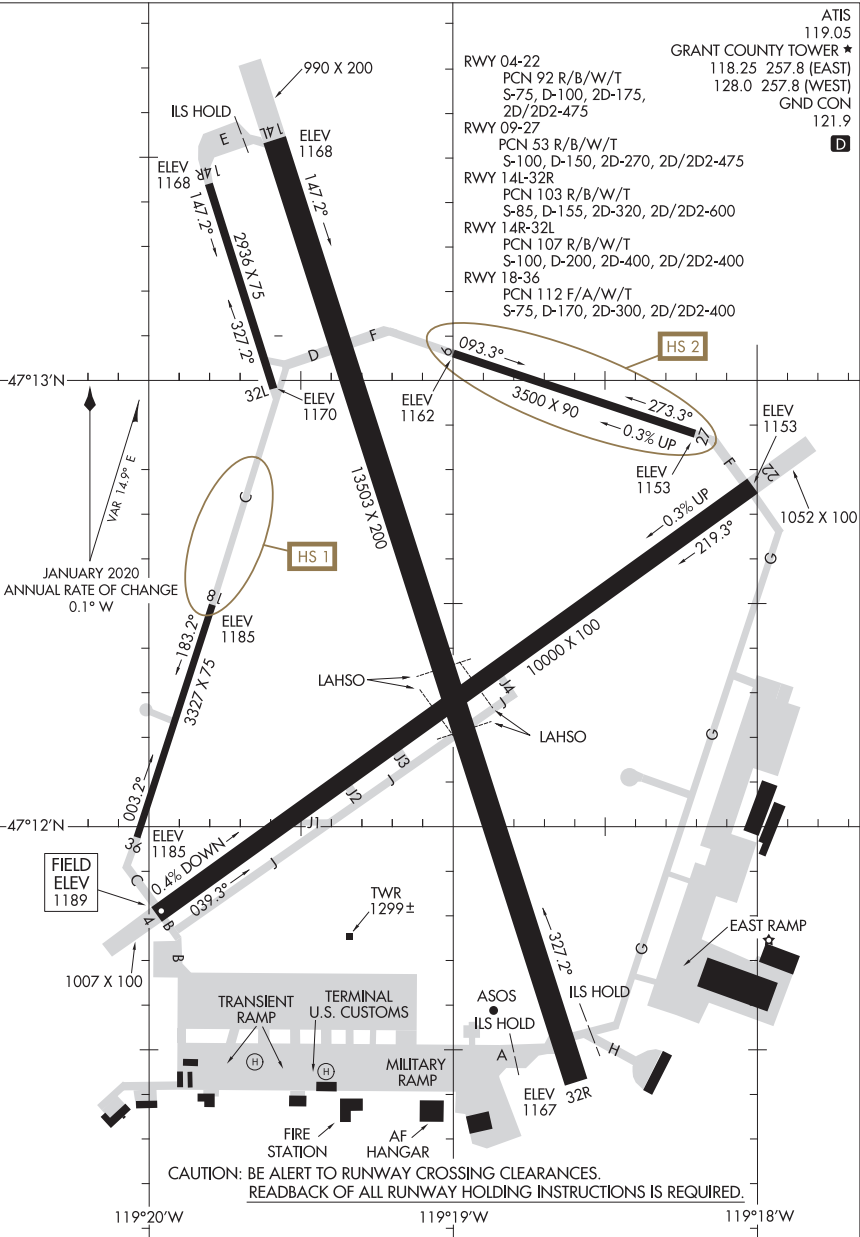 ATIS
119.05
GRANT COUNTY TOWER ★
118.25 257.8 (EAST)
128.0 257.8 (WEST)
GND CON
121.9
D
RWY 04-22
PCN 92 R/B/W/T
S-75, D-100, 2D-175,
2D/2D2-475
RWY 09-27
PCN 53 R/B/W/T
S-100, D-150, 2D-270, 2D/2D2-475
RWY 14L-32R
PCN 103 R/B/W/T
S-85, D-155, 2D-320, 2D/2D2-600
RWY 14R-32L
PCN 107 R/B/W/T
S-100, D-200, 2D-400, 2D/2D2-400
RWY 18-36
PCN 112 F/A/W/T
S-75, D-170, 2D-300, 2D/2D2-400
990 X 200
ILS HOLD
E
14L
ELEV
1168
ELEV
1168
14R
147.2°
147.2°
2936 X 75
327.2°
D
F
32L
ELEV
1170
47°13'N
HS 2
9
093.3°
3500 X 90
273.3°
0.3% UP
27
ELEV
1162
ELEV
1153
F
ELEV
1153
22
1052 X 100
0.3% UP
219.3°
G
13503 X 200
C
HS 1
VAR 14.9° E
JANUARY 2020
ANNUAL RATE OF CHANGE
0.1° W
18
ELEV
1185
183.2°
3327 X 75
003.2°
10000 X 100
LAHSO
LAHSO
J4
J
G
J3
J
J2
J1
J
47°12'N
36
ELEV
1185
C
0.4% DOWN
039.3°
FIELD
ELEV
1189
4
B
B
1007 X 100
TWR
1299±
327.2°
G
EAST RAMP
TRANSIENT
RAMP
TERMINAL
U.S. CUSTOMS
H
H
MILITARY
RAMP
ASOS
ILS HOLD
ILS HOLD
A
H
ELEV
1167
32R
FIRE
STATION
AF
HANGAR
CAUTION: BE ALERT TO RUNWAY CROSSING CLEARANCES.
READBACK OF ALL RUNWAY HOLDING INSTRUCTIONS IS REQUIRED.
119°20'W
119°19'W
119°18'W